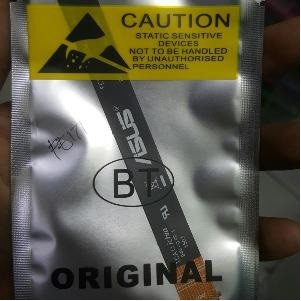 CAUTION
STATIC SENSITIVE
DEVICES
NOT TO BE HANDLED
BY UNAUTHORISED
PERSONNEL
ASUS
BT
ORIGINAL